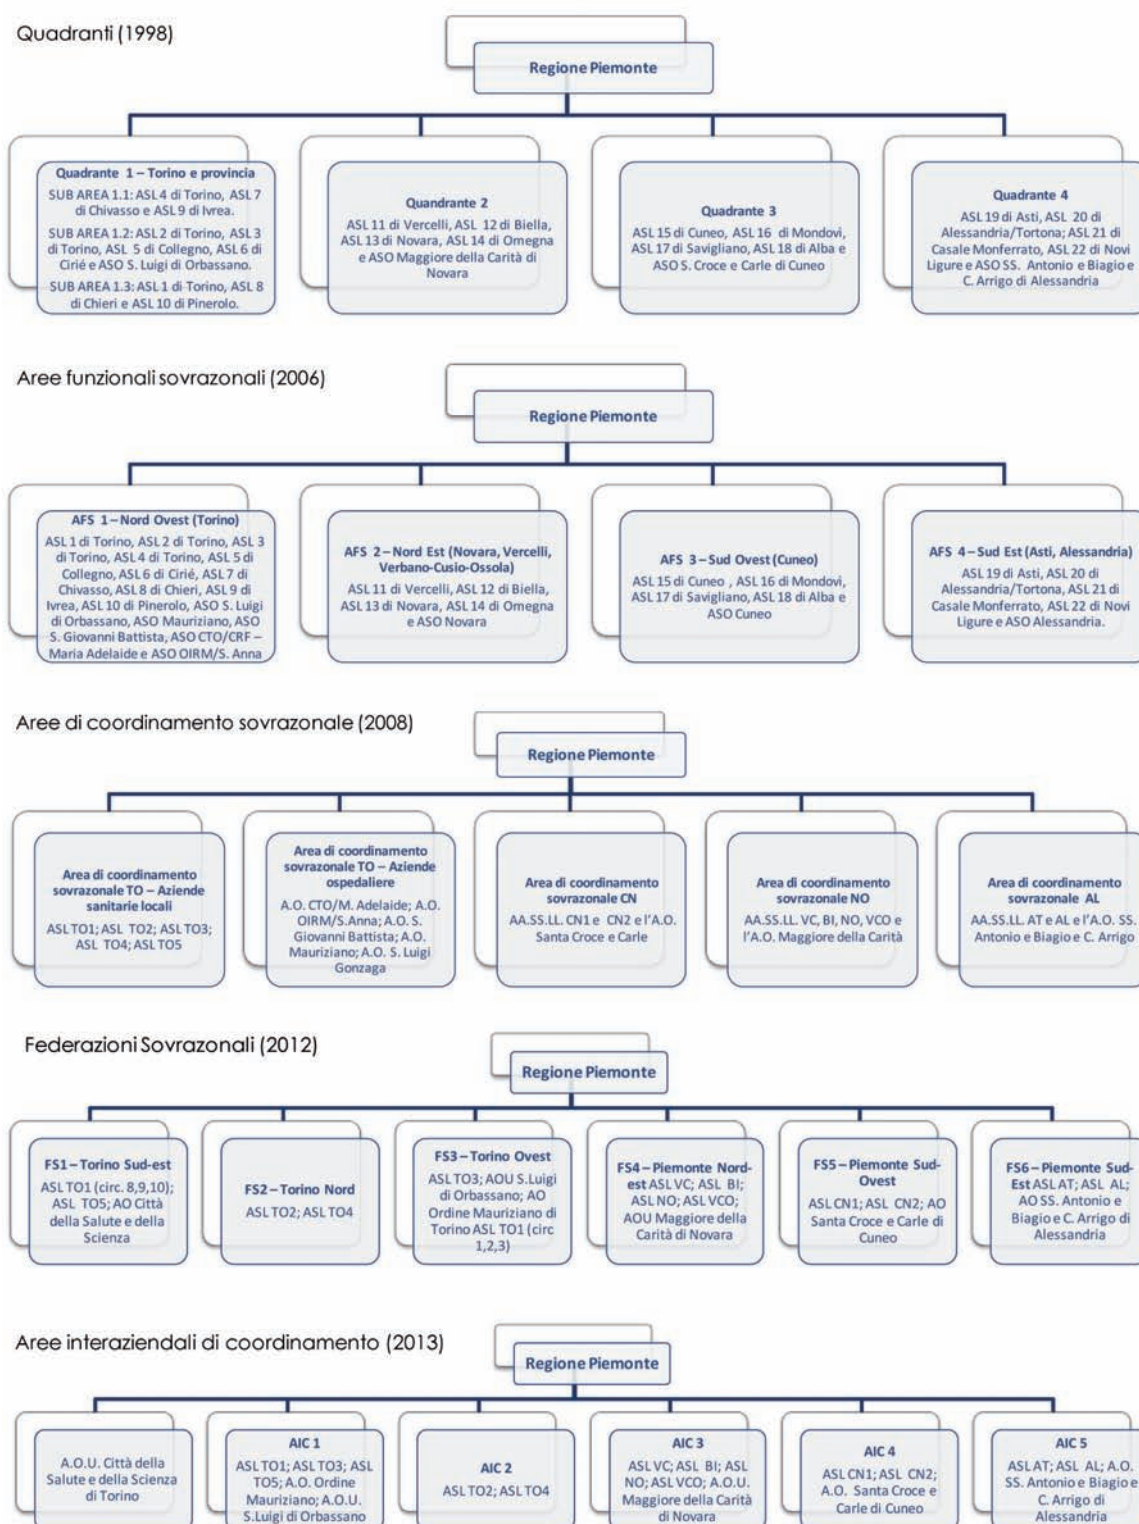 Quadranti (1998)
Regione Piemonte
Quadrante 1 – Torino e provincia
SUB AREA 1.1: ASL 4 di Torino, ASL 7
di Chivasso e ASL 9 di Ivrea.
SUB AREA 1.2: ASL 2 di Torino, ASL 3
di Torino, ASL 5 di Collegno, ASL 6 di
Cirié e ASO S. Luigi di Orbassano.
SUB AREA 1.3: ASL 1 di Torino, ASL 8
di Chieri e ASL 10 di Pinerolo.
Quandrante 2
ASL 11 di Vercelli, ASL 12 di Biella,
ASL 13 di Novara, ASL 14 di Omegna
e ASO Maggiore della Carità di
Novara
Quadrante 3
ASL 15 di Cuneo, ASL 16 di Mondovi,
ASL 17 di Savigliano, ASL 18 di Alba e
ASO S. Croce e Carle di Cuneo
Quadrante 4
ASL 19 di Asti, ASL 20 di
Alessandria/Tortona; ASL 21 di
Casale Monferrato, ASL 22 di Novi
Ligure e ASO SS. Antonio e Biagio e
C. Arrigo di Alessandria
Aree funzionali sovrazonali (2006)
Regione Piemonte
AFS 1 – Nord Ovest (Torino)
ASL 1 di Torino, ASL 2 di Torino, ASL 3
di Torino, ASL 4 di Torino, ASL 5 di
Collegno, ASL 6 di Cirié, ASL 7 di
Chivasso, ASL 8 di Chieri, ASL 9 di
Ivrea, ASL 10 di Pinerolo, ASO S. Luigi
di Orbassano, ASO Mauriziano, ASO
S. Giovanni Battista, ASO CTO/CRF –
Maria Adelaide e ASO OIRM/S. Anna
AFS 2 – Nord Est (Novara, Vercelli,
Verbano-Cusio-Ossola)
ASL 11 di Vercelli, ASL 12 di Biella,
ASL 13 di Novara, ASL 14 di Omegna
e ASO Novara
AFS 3 – Sud Ovest (Cuneo)
ASL 15 di Cuneo , ASL 16 di Mondovi,
ASL 17 di Savigliano, ASL 18 di Alba e
ASO Cuneo
AFS 4 – Sud Est (Asti, Alessandria)
ASL 19 di Asti, ASL 20 di
Alessandria/Tortona; ASL 21 di
Casale Monferrato, ASL 22 di Novi
Ligure e ASO Alessandria.
Aree di coordinamento sovrazonale (2008)
Regione Piemonte
Area di coordinamento
sovrazonale TO – Aziende
sanitarie locali
ASL TO1; ASL TO2; ASL TO3;
ASL TO4; ASL TO5
Area di coordinamento
sovrazonale TO – Aziende
ospedaliere
A.O. CTO/M. Adelaide; A.O.
OIRM/S.Anna; A.O. S.
Giovanni Battista; A.O.
Mauriziano; A.O. S. Luigi
Gonzaga
Area di coordinamento
sovrazonale CN
AA.SS.LL. CN1 e CN2 e l'A.O.
Santa Croce e Carle
Area di coordinamento
sovrazonale NO
AA.SS.LL. VC, BI, NO, VCO e
l'A.O. Maggiore della Carità
Area di coordinamento
sovrazonale AL
AA.SS.LL. AT e AL e l'A.O. SS.
Antonio e Biagio e C. Arrigo
Federazioni Sovrazonali (2012)
Regione Piemonte
FS1 – Torino Sud-est
ASL TO1 (circ. 8,9,10);
ASL TO5; AO Città
della Salute e della
Scienza
FS2 – Torino Nord
ASL TO2; ASL TO4
FS3 – Torino Ovest
ASL TO3; AOU S.Luigi
di Orbassano; AO
Ordine Mauriziano di
Torino ASL TO1 (circ
1,2,3)
FS4 – Piemonte Nord-
est ASL VC; ASL BI;
ASL NO; ASL VCO;
AOU Maggiore della
Carità di Novara
FS5 – Piemonte Sud-
Ovest
ASL CN1; ASL CN2; AO
Santa Croce e Carle di
Cuneo
FS6 – Piemonte Sud-
Est ASL AT; ASL AL;
AO SS. Antonio e
Biagio e C. Arrigo di
Alessandria
Aree interaziendali di coordinamento (2013)
Regione Piemonte
A.O.U. Città della
Salute e della Scienza
di Torino
AIC 1
ASL TO1; ASL TO3; ASL
TO5; A.O. Ordine
Mauriziano; A.O.U.
S.Luigi di Orbassano
AIC 2
ASL TO2; ASL TO4
AIC 3
ASL VC; ASL BI; ASL
NO; ASL VCO; A.O.U.
Maggiore della Carità
di Novara
AIC 4
ASL CN1; ASL CN2;
A.O. Santa Croce e
Carle di Cuneo
AIC 5
ASL AT; ASL AL; A.O.
SS. Antonio e Biagio e
C. Arrigo di
Alessandria